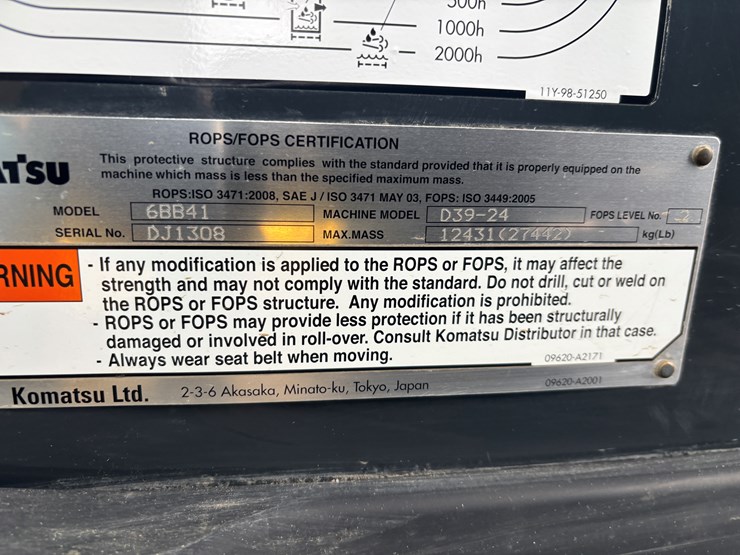 500h
1000h
2000h
11Y-98-51250
ROPS/FOPS CERTIFICATION
ATSU
This protective structure complies with the standard provided that it is properly equipped on the
machine which mass is less than the specified maximum mass.
ROPS:ISO 3471:2008, SAE J / ISO 3471 MAY 03, FOPS: ISO 3449:2005
MODEL 6BB41 MACHINE MODEL D39-24 FOPS LEVEL No. 2
SERIAL No. DJ1308 MAX.MASS 12431(27442) kg(Lb)
RNING
- If any modification is applied to the ROPS or FOPS, it may affect the
strength and may not comply with the standard. Do not drill, cut or weld on
the ROPS or FOPS structure. Any modification is prohibited.
- ROPS or FOPS may provide less protection if it has been structurally
damaged or involved in roll-over. Consult Komatsu Distributor in that case.
- Always wear seat belt when moving.
09620-A2171
Komatsu Ltd. 2-3-6 Akasaka, Minato-ku, Tokyo, Japan 09620-A2001